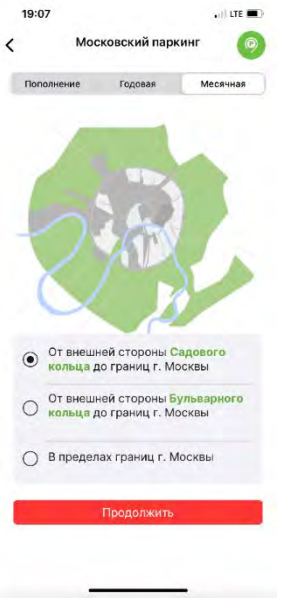 19:07
LTE
Московский паркинг
Пополнение Годовая Месячная
От внешней стороны Садового
кольца до границ г. Москвы
От внешней стороны Бульварного
кольца до границ г. Москвы
В пределах границ г. Москвы
Продолжить